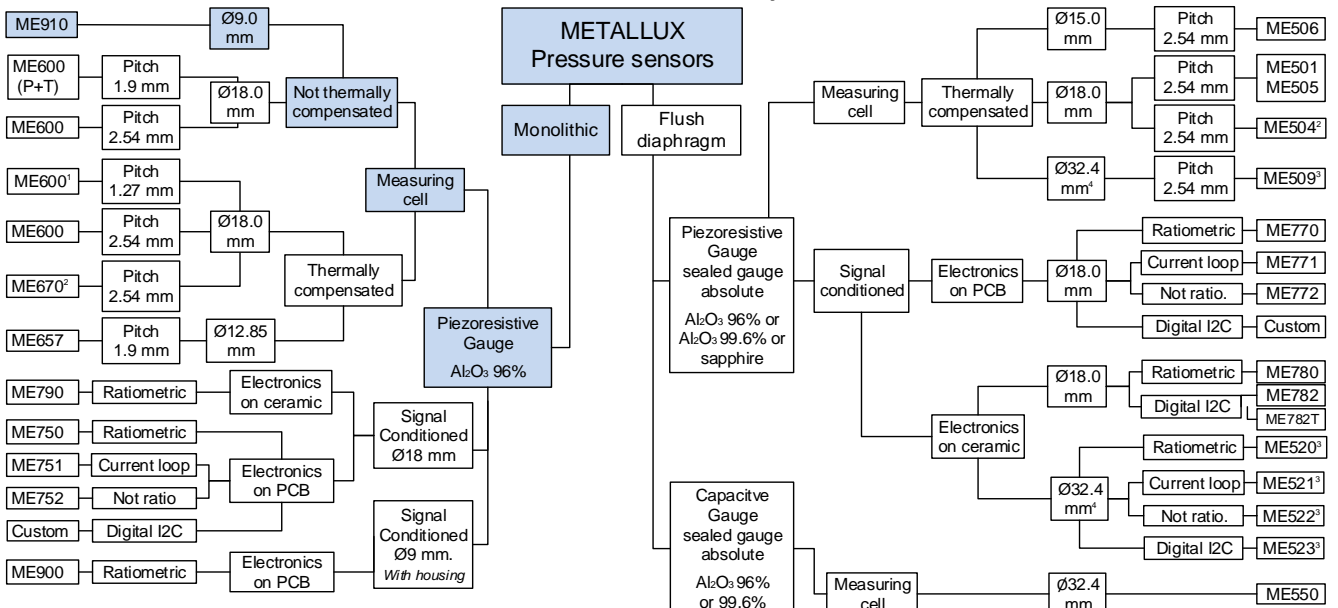 METALLUX
Pressure sensors
Monolithic
Flush
diaphragm
ME910
Ø9.0
mm
ME600
(P+T)
Pitch
1.9 mm
ME600
Pitch
2.54 mm
Ø18.0
mm
Not thermally
compensated
ME600¹
Pitch
1.27 mm
ME600
Pitch
2.54 mm
ME670²
Pitch
2.54 mm
Ø18.0
mm
ME657
Pitch
1.9 mm
Ø12.85
mm
Thermally
compensated
Measuring
cell
Piezoresistive
Gauge
Al₂O₃ 96%
ME790
Ratiometric
Electronics
on ceramic
ME750
Ratiometric
ME751
Current loop
ME752
Not ratio
Custom
Digital I2C
Electronics
on PCB
Signal
Conditioned
Ø18 mm
ME900
Ratiometric
Electronics
on PCB
Signal
Conditioned
Ø9 mm.
With housing
Piezoresistive
Gauge
sealed gauge
absolute
Al₂O₃ 96% or
Al₂O₃ 99.6% or
sapphire
Measuring
cell
Thermally
compensated
Ø15.0
mm
Pitch
2.54 mm
ME506
Ø18.0
mm
Pitch
2.54 mm
ME501
ME505
Pitch
2.54 mm
ME504²
Ø32.4
mm⁴
Pitch
2.54 mm
ME509³
Signal
conditioned
Electronics
on PCB
Ø18.0
mm
Ratiometric
ME770
Current loop
ME771
Not ratio.
ME772
Digital I2C
Custom
Electronics
on ceramic
Ø18.0
mm
Ratiometric
ME780
Digital I2C
ME782
ME782T
Ø32.4
mm⁴
Ratiometric
ME520³
Current loop
ME521³
Not ratio.
ME522³
Digital I2C
ME523³
Capacitve
Gauge
sealed gauge
absolute
Al₂O₃ 96%
or 99.6%
Measuring
cell
Ø32.4
mm
ME550